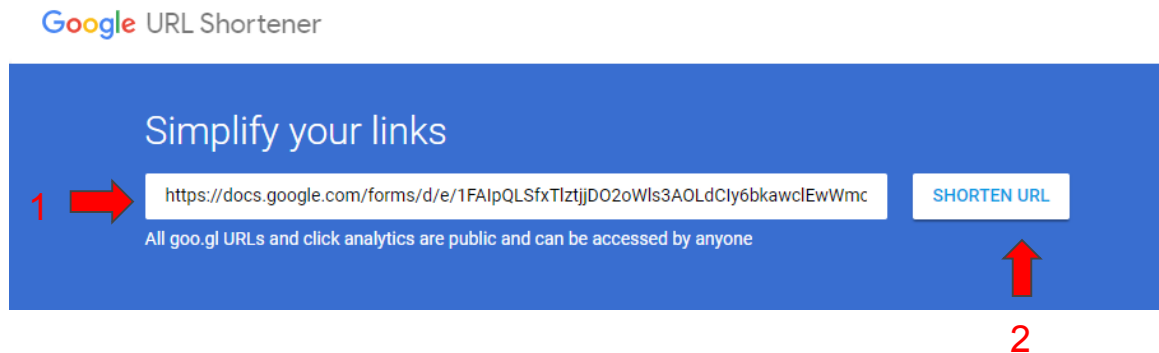 Google URL Shortener
Simplify your links
1
https://docs.google.com/forms/d/e/1FAIpQLSfxTlztjjDO2oWls3AOLdCIy6bkawclEwWmc
SHORTEN URL
All goo.gl URLs and click analytics are public and can be accessed by anyone
2